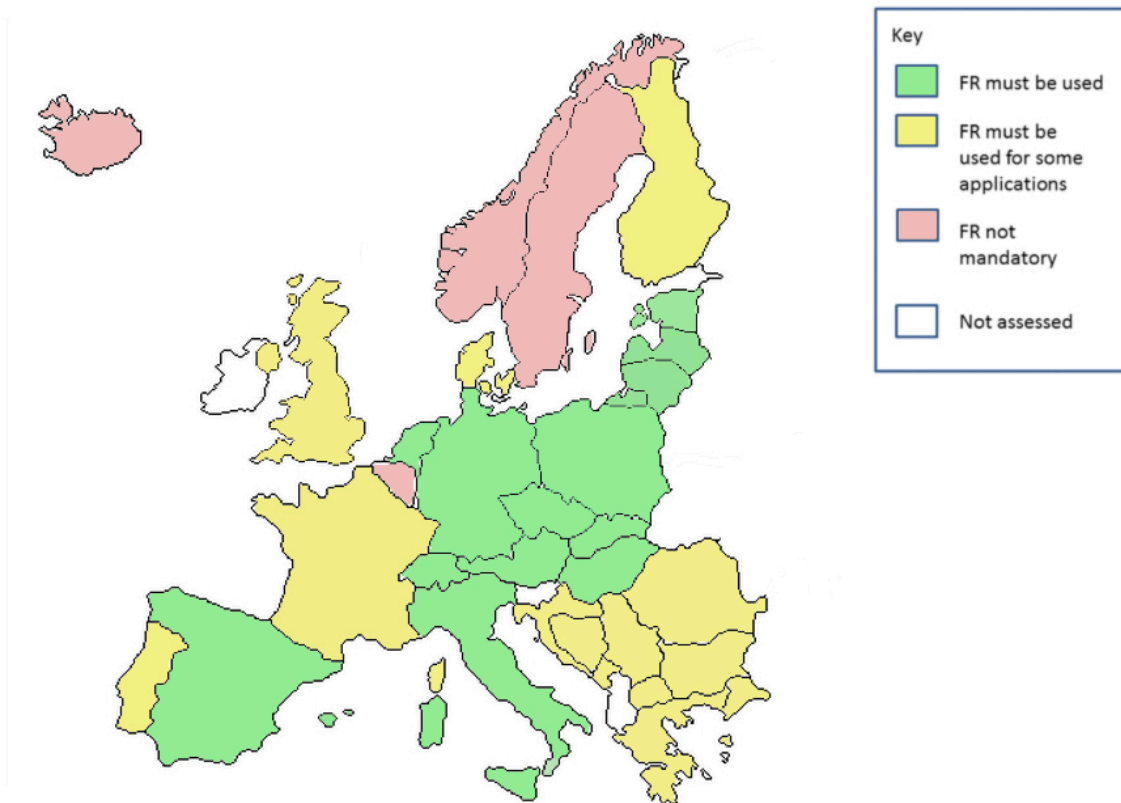 Key
FR must be used
FR must be
used for some
applications
FR not
mandatory
Not assessed